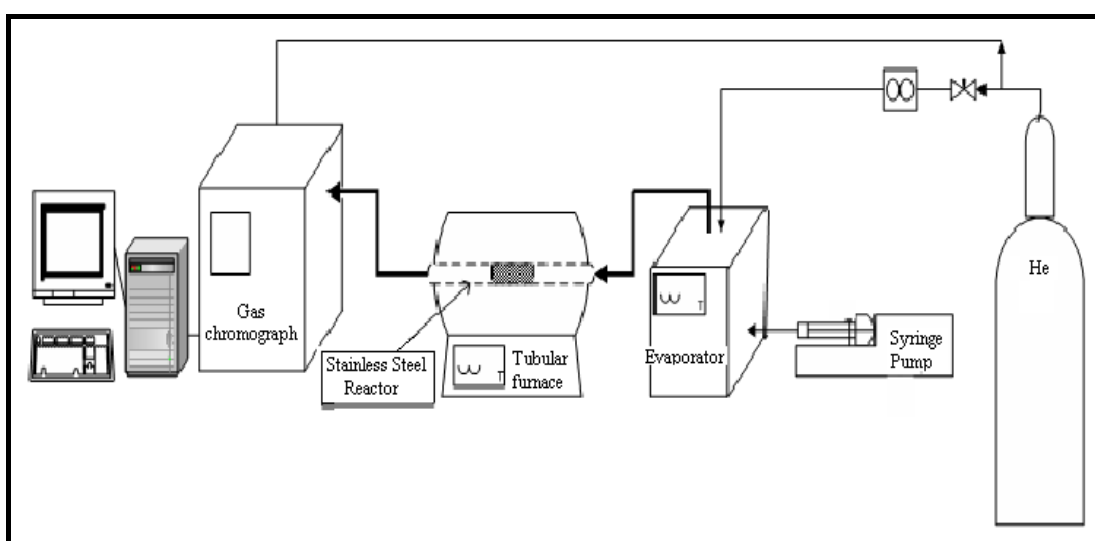 Gas
chromograph
Stainless Steel
Reactor
T
Tubular
furnace
T
Evaporator
Syringe
Pump
He